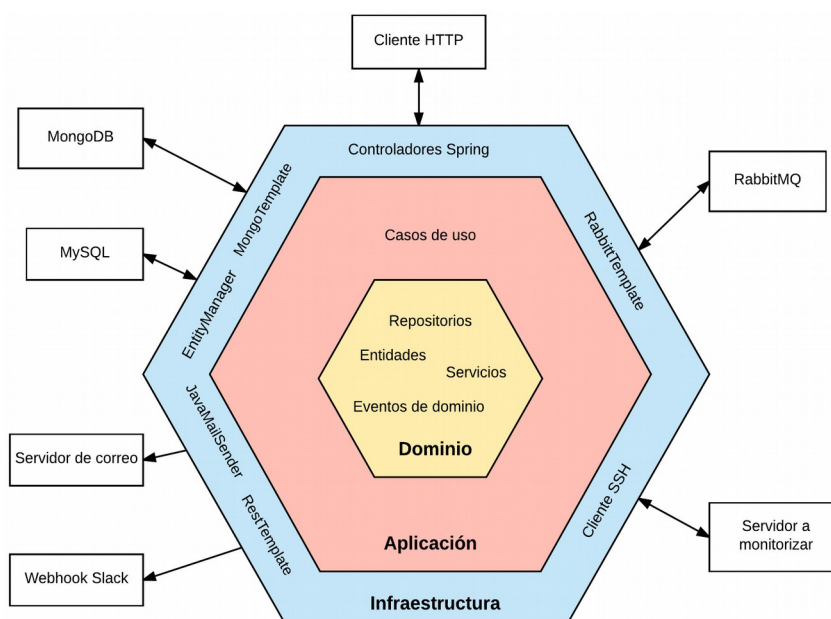 Cliente HTTP
MongoDB
Controladores Spring
MongoTemplate
RabbitMQ
RabbittTemplate
MySQL
Casos de uso
EntityManager
Repositorios
Entidades
Servicios
Eventos de dominio
Dominio
JavaMailSender
Servidor de correo
RestTemplate
Cliente SSH
Servidor a
monitorizar
Aplicación
Webhook Slack
Infraestructura